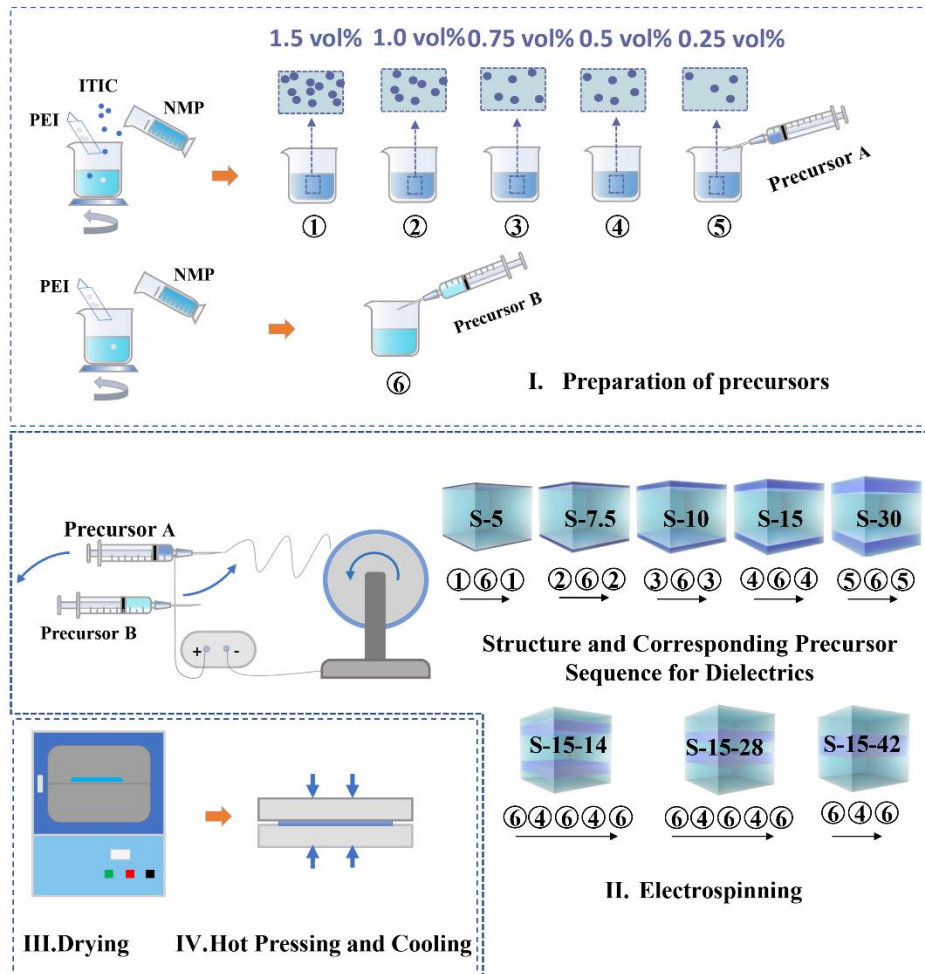 1.5 vol% 1.0 vol% 0.75 vol% 0.5 vol% 0.25 vol%
ITIC
PEI
NMP
Precursor A
① ② ③ ④ ⑤
PEI
NMP
Precursor B
⑥
I. Preparation of precursors
Precursor A
Precursor B
+ -
S-5 S-7.5 S-10 S-15 S-30
①⑥① ②⑥② ③⑥③ ④⑥④ ⑤⑥⑤
Structure and Corresponding Precursor
Sequence for Dielectrics
S-15-14 S-15-28 S-15-42
⑥④⑥④⑥ ⑥④⑥④⑥ ⑥④⑥
II. Electrospinning
III.Drying
IV.Hot Pressing and Cooling